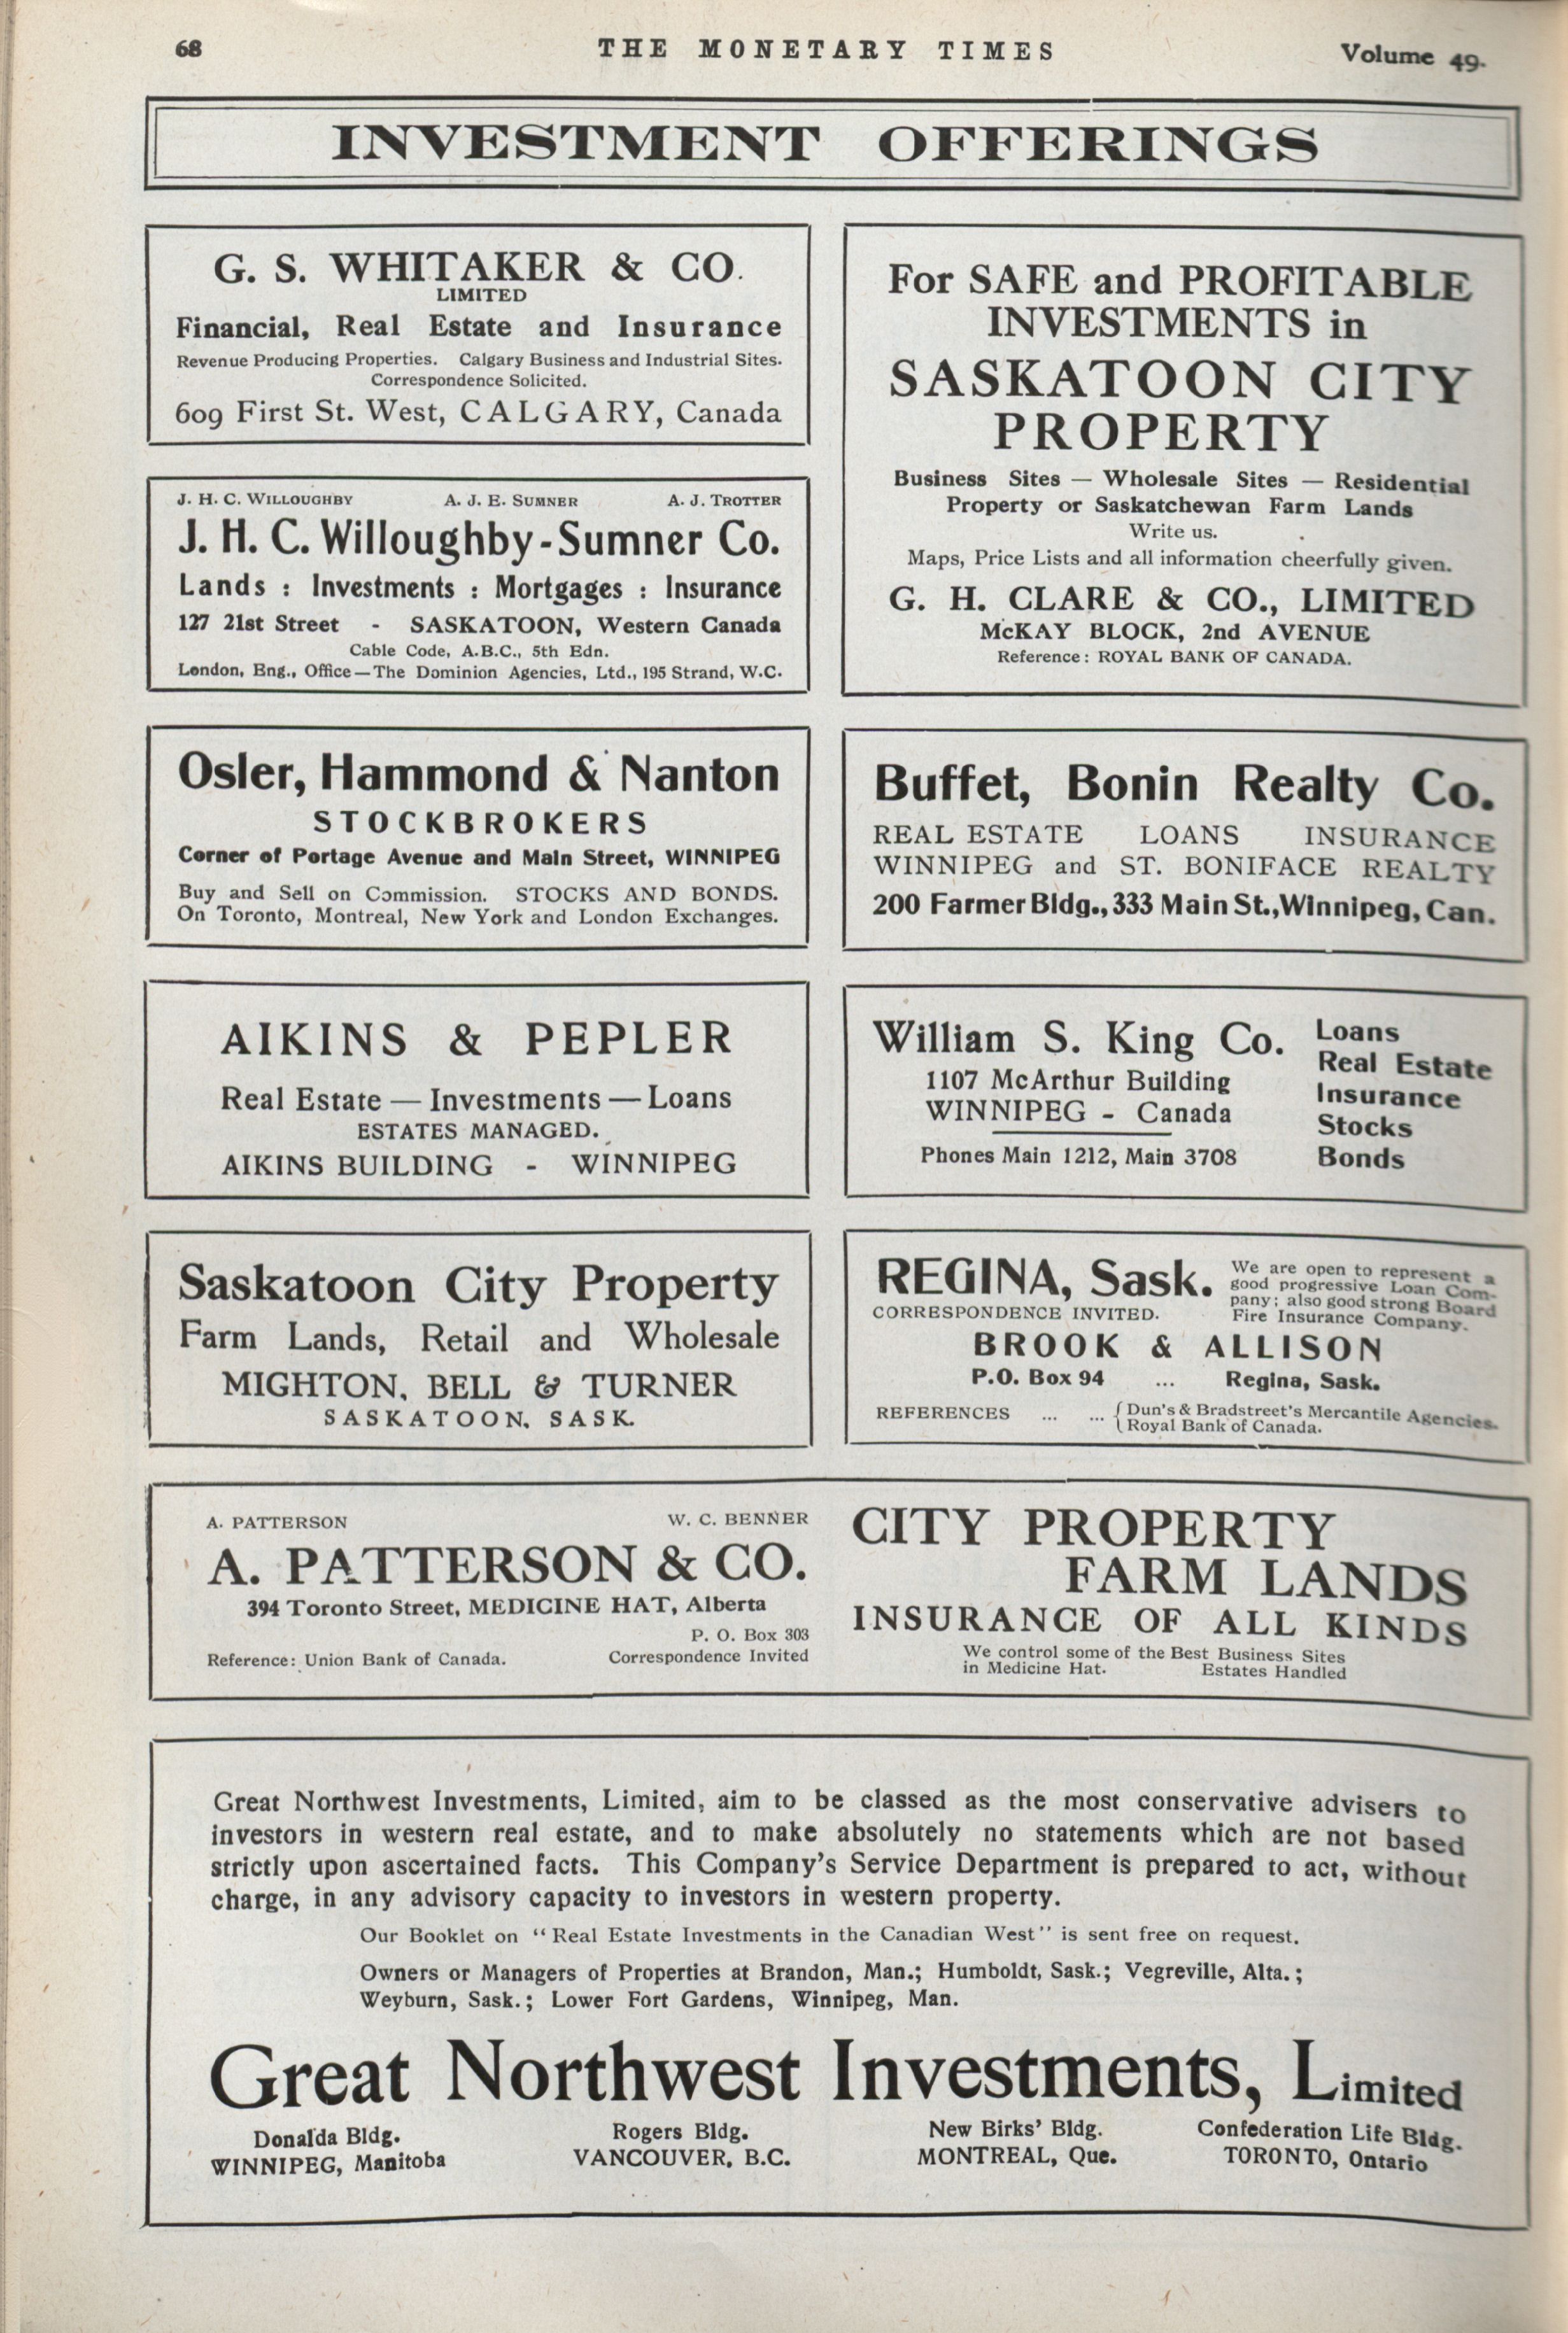 68
THE MONETARY TIMES
Volume 49.
INVESTMENT OFFERINGS
G. S. WHITAKER & CO.
LIMITED
Financial, Real Estate and Insurance
Revenue Producing Properties. Calgary Business and Industrial Sites.
Correspondence Solicited.
609 First St. West, CALGARY, Canada
J. H. C. WILLOUGHBY A. J. E. SUMNER A. J. TROTTER
J. H. C. Willoughby-Sumner Co.
Lands : Investments : Mortgages : Insurance
127 21st Street - SASKATOON, Western Canada
Cable Code, A.B.C., 5th Edn.
London, Eng., Office—The Dominion Agencies, Ltd., 195 Strand, W.C.
For SAFE and PROFITABLE
INVESTMENTS in
SASKATOON CITY
PROPERTY
Business Sites — Wholesale Sites — Residential
Property or Saskatchewan Farm Lands
Write us.
Maps, Price Lists and all information cheerfully given.
G. H. CLARE & CO., LIMITED
McKAY BLOCK, 2nd AVENUE
Reference: ROYAL BANK OF CANADA.
Osler, Hammond & Nanton
STOCKBROKERS
Corner of Portage Avenue and Main Street, WINNIPEG
Buy and Sell on Commission. STOCKS AND BONDS.
On Toronto, Montreal, New York and London Exchanges.
Buffet, Bonin Realty Co.
REAL ESTATE LOANS INSURANCE
WINNIPEG and ST. BONIFACE REALTY
200 Farmer Bldg., 333 Main St., Winnipeg, Can.
AIKINS & PEPLER
Real Estate — Investments — Loans
ESTATES MANAGED.
AIKINS BUILDING - WINNIPEG
William S. King Co.
1107 McArthur Building
WINNIPEG - Canada
Phones Main 1212, Main 3708
Loans
Real Estate
Insurance
Stocks
Bonds
Saskatoon City Property
Farm Lands, Retail and Wholesale
MIGHTON, BELL & TURNER
SASKATOON, SASK.
REGINA, Sask.
CORRESPONDENCE INVITED.
We are open to represent a
good progressive Loan Com-
pany; also good strong Board
Fire Insurance Company.
BROOK & ALLISON
P.O. Box 94 ... Regina, Sask.
REFERENCES ... ... { Dun's & Bradstreet's Mercantile Agencies.
Royal Bank of Canada.
A. PATTERSON W. C. BENNER
A. PATTERSON & CO.
394 Toronto Street, MEDICINE HAT, Alberta
P. O. Box 303
Reference: Union Bank of Canada. Correspondence Invited
CITY PROPERTY
FARM LANDS
INSURANCE OF ALL KINDS
We control some of the Best Business Sites
in Medicine Hat. Estates Handled
Great Northwest Investments, Limited, aim to be classed as the most conservative advisers to
investors in western real estate, and to make absolutely no statements which are not based
strictly upon ascertained facts. This Company's Service Department is prepared to act, without
charge, in any advisory capacity to investors in western property.
Our Booklet on "Real Estate Investments in the Canadian West" is sent free on request.
Owners or Managers of Properties at Brandon, Man.; Humboldt, Sask.; Vegreville, Alta.;
Weyburn, Sask.; Lower Fort Gardens, Winnipeg, Man.
Great Northwest Investments, Limited
Donalda Bldg.
WINNIPEG, Manitoba
Rogers Bldg.
VANCOUVER, B.C.
New Birks' Bldg.
MONTREAL, Que.
Confederation Life Bldg.
TORONTO, Ontario